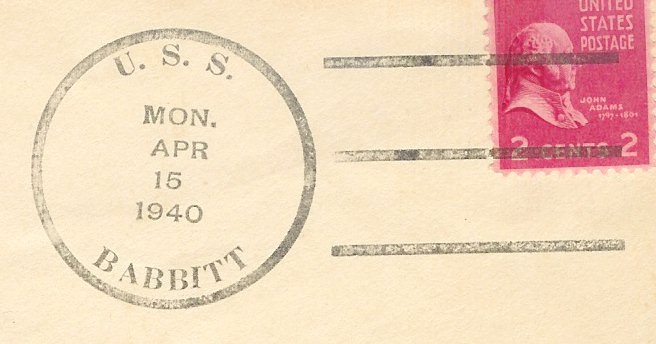 U. S. S.
MON.
APR
15
1940
BABBITT
UNITED
STATES
POSTAGE
JOHN
ADAMS
1797-1801
2 CENTS 2